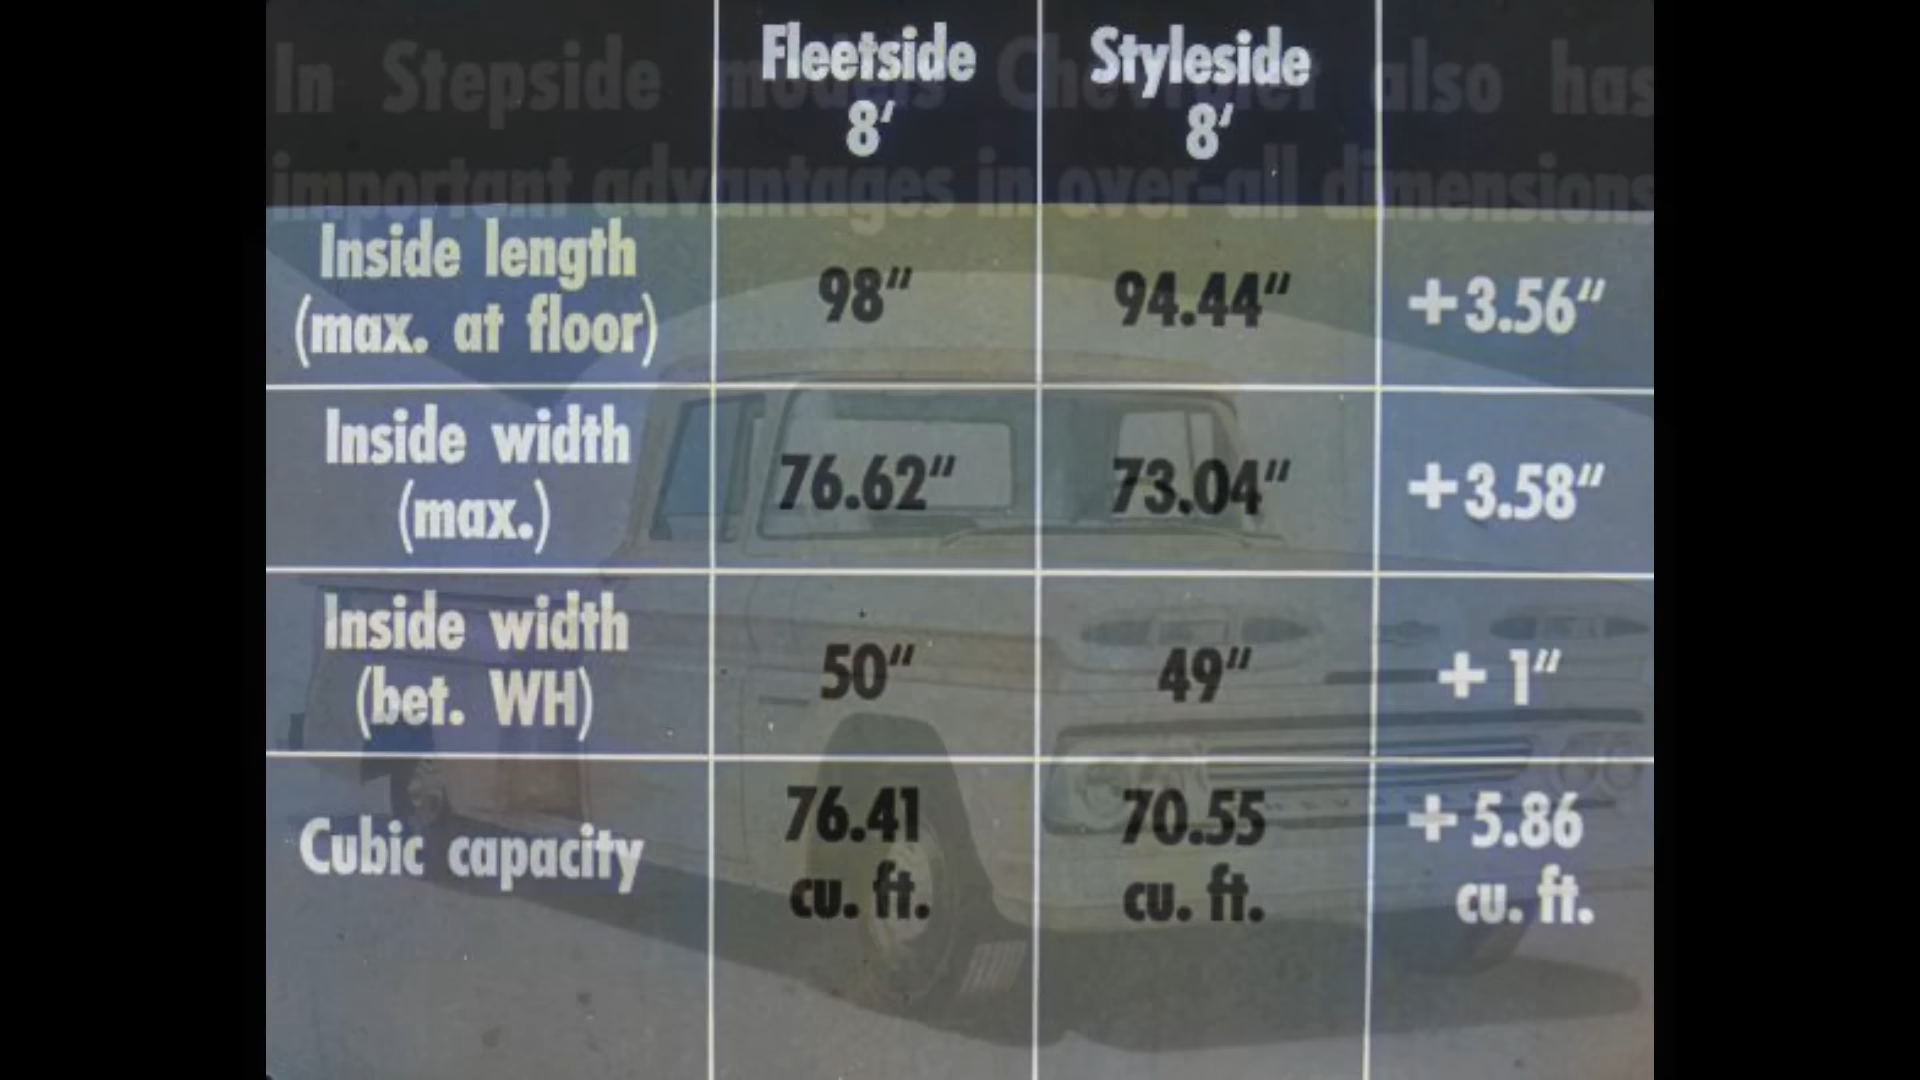 In Stepside models Chevrolet also has
important advantages in over-all dimensions
Fleetside Styleside
8' 8'
Inside length
(max. at floor) 98" 94.44" +3.56"
Inside width
(max.) 76.62" 73.04" +3.58"
Inside width
(bet. WH) 50" 49" + 1"
Cubic capacity 76.41 70.55 + 5.86
cu. ft. cu. ft. cu. ft.
CHEVROLET